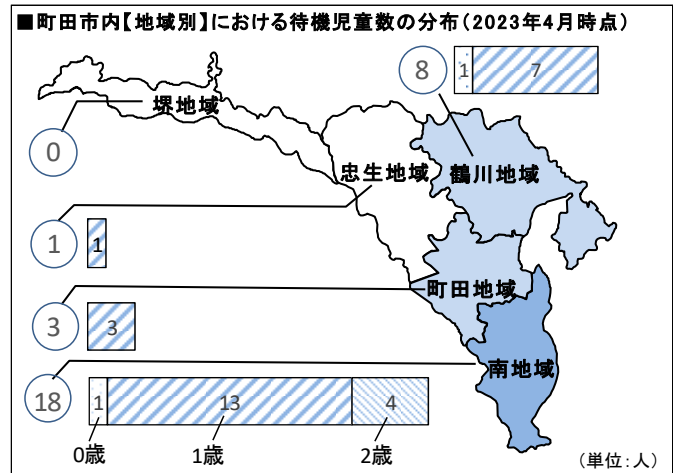 ■町田市内【地域別】における待機児童数の分布(2023年4月時点)
8
1
7
堺地域
0
忠生地域
鶴川地域
1
1
3
3
町田地域
18
南地域
1
13
4
0歳
1歳
2歳
(単位:人)